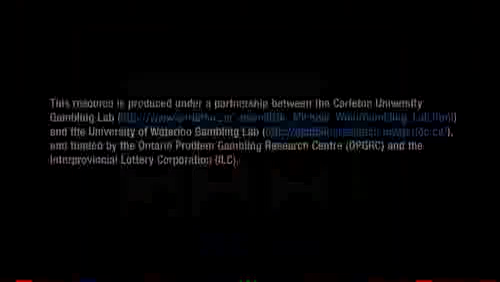 This resource is produced under a partnership between the Carleton University
Gambling Lab (
and the University of Waterloo Gambling Lab (
and funded by the Ontario Problem Gambling Research Centre (OPGRC) and the
Interprovincial Lottery Corporation (ILC).